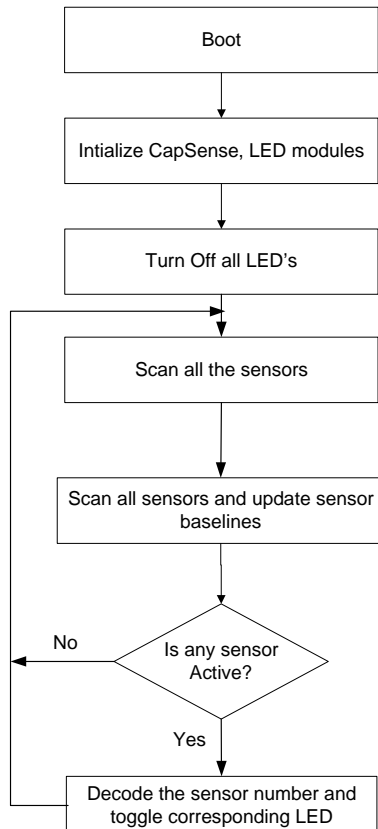 Boot
Intialize CapSense, LED modules
Turn Off all LED's
Scan all the sensors
Scan all sensors and update sensor
baselines
Is any sensor
Active?
No
Yes
Decode the sensor number and
toggle corresponding LED